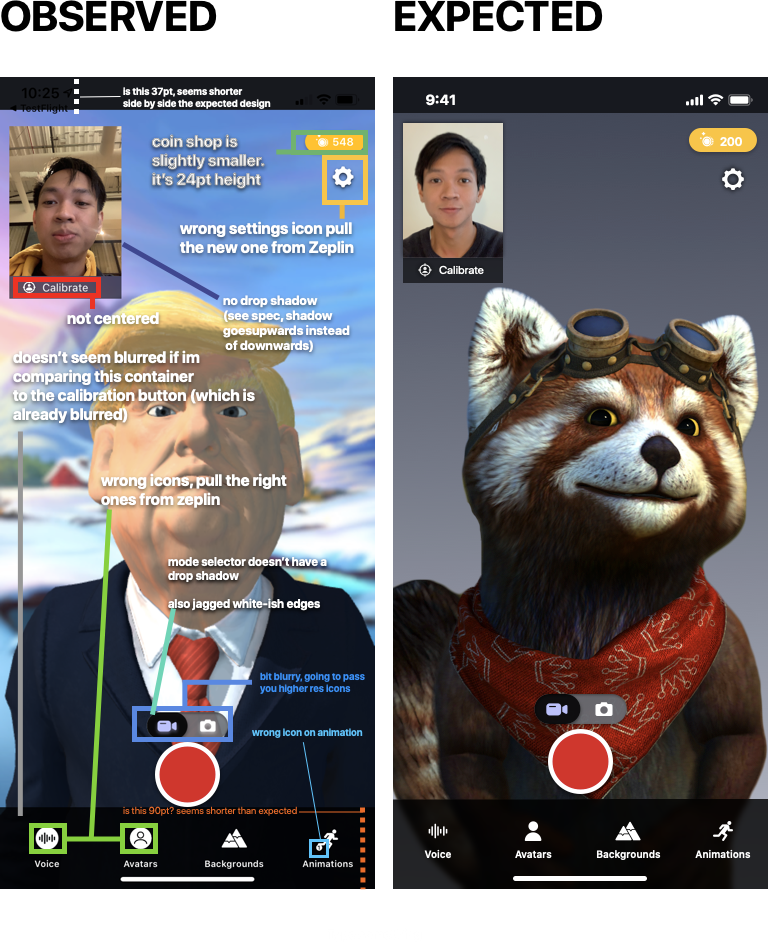 OBSERVED
EXPECTED
10:25
TestFlight
is this 37pt, seems shorter
side by side the expected design
coin shop is
slightly smaller.
it's 24pt height
548
wrong settings icon pull
the new one from Zeplin
Calibrate
not centered
no drop shadow
(see spec, shadow
goesupwards instead
of downwards)
doesn't seem blurred if im
comparing this container
to the calibration button (which is
already blurred)
wrong icons, pull the right
ones from zeplin
mode selector doesn't have a
drop shadow
also jagged white-ish edges
bit blurry, going to pass
you higher res icons
wrong icon on animation
is this 90pt? seems shorter than expected
Voice
Avatars
Backgrounds
Animations
9:41
200
Calibrate
Voice
Avatars
Backgrounds
Animations